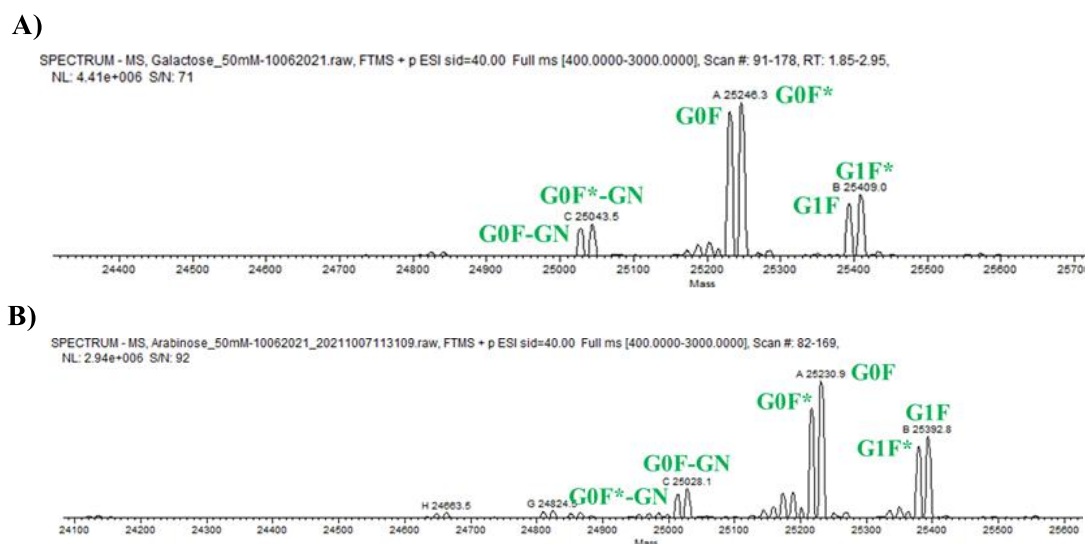 A)
SPECTRUM - MS, Galactose_50mM-10062021.raw, FTMS + p ESI sid=40.00 Full ms [400.0000-3000.0000], Scan #: 91-178, RT: 1.85-2.95,
NL: 4.41e+006 S/N: 71
A 25246.3
G0F G0F*
G1F*
G0F*-GN
B 25409.0
G1F
C 25043.5
G0F-GN
24400 24500 24600 24700 24800 24900 25000 25100 25200 25300 25400 25500 25600 2570
Mass
B)
SPECTRUM - MS, Arabinose_50mM-10062021_20211007113109.raw, FTMS + p ESI sid=40.00 Full ms [400.0000-3000.0000], Scan #: 82-169,
NL: 2.94e+006 S/N: 92
A 25230.9 G0F
G0F*
G1F
B 25392.8
G1F*
G0F-GN
C 25028.1
G0F*-GN
H 24663.5 G 24824.5
24100 24200 24300 24400 24500 24600 24700 24800 24900 25000 25100 25200 25300 25400 25500 25600
Mass